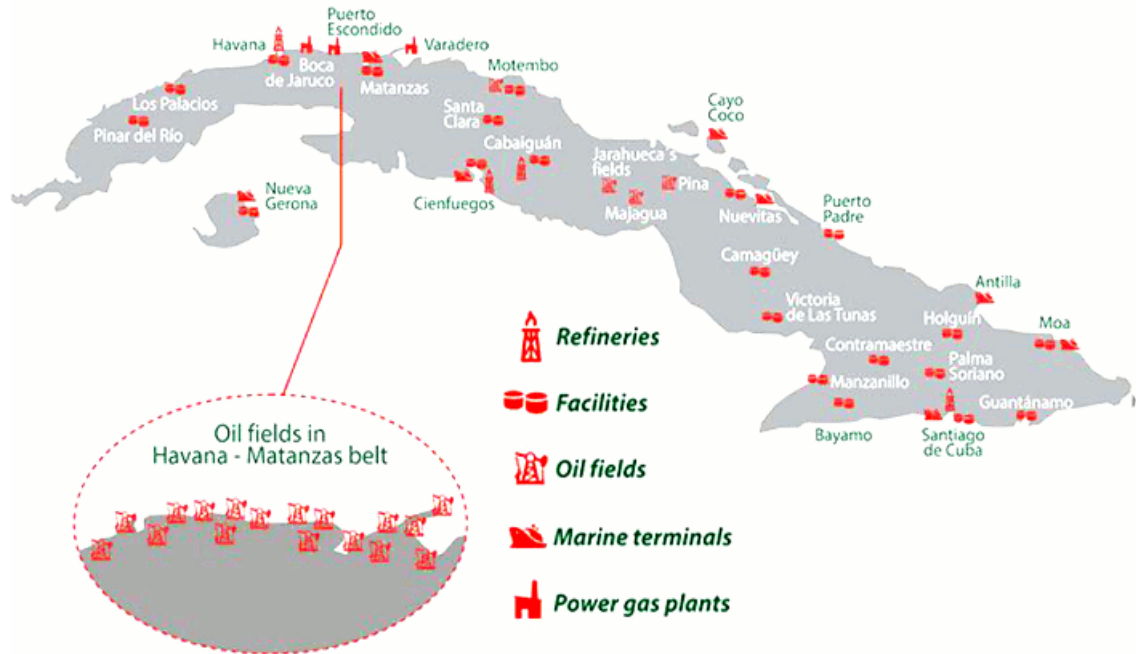 Puerto
Escondido
Havana
Varadero
Boca
de Jaruco
Matanzas
Motembo
Los Palacios
Pinar del Río
Santa
Clara
Cabaiguán
Cayo
Coco
Jarahueca´s
fields
Pina
Majagua
Nueva
Gerona
Cienfuegos
Nuevitas
Puerto
Padre
Camagüey
Antilla
Victoria
de Las Tunas
Holguín
Moa
Contramaestre
Palma
Soriano
Manzanillo
Guantánamo
Bayamo
Santiago
de Cuba
Refineries
Facilities
Oil fields
Marine terminals
Power gas plants
Oil fields in
Havana - Matanzas belt